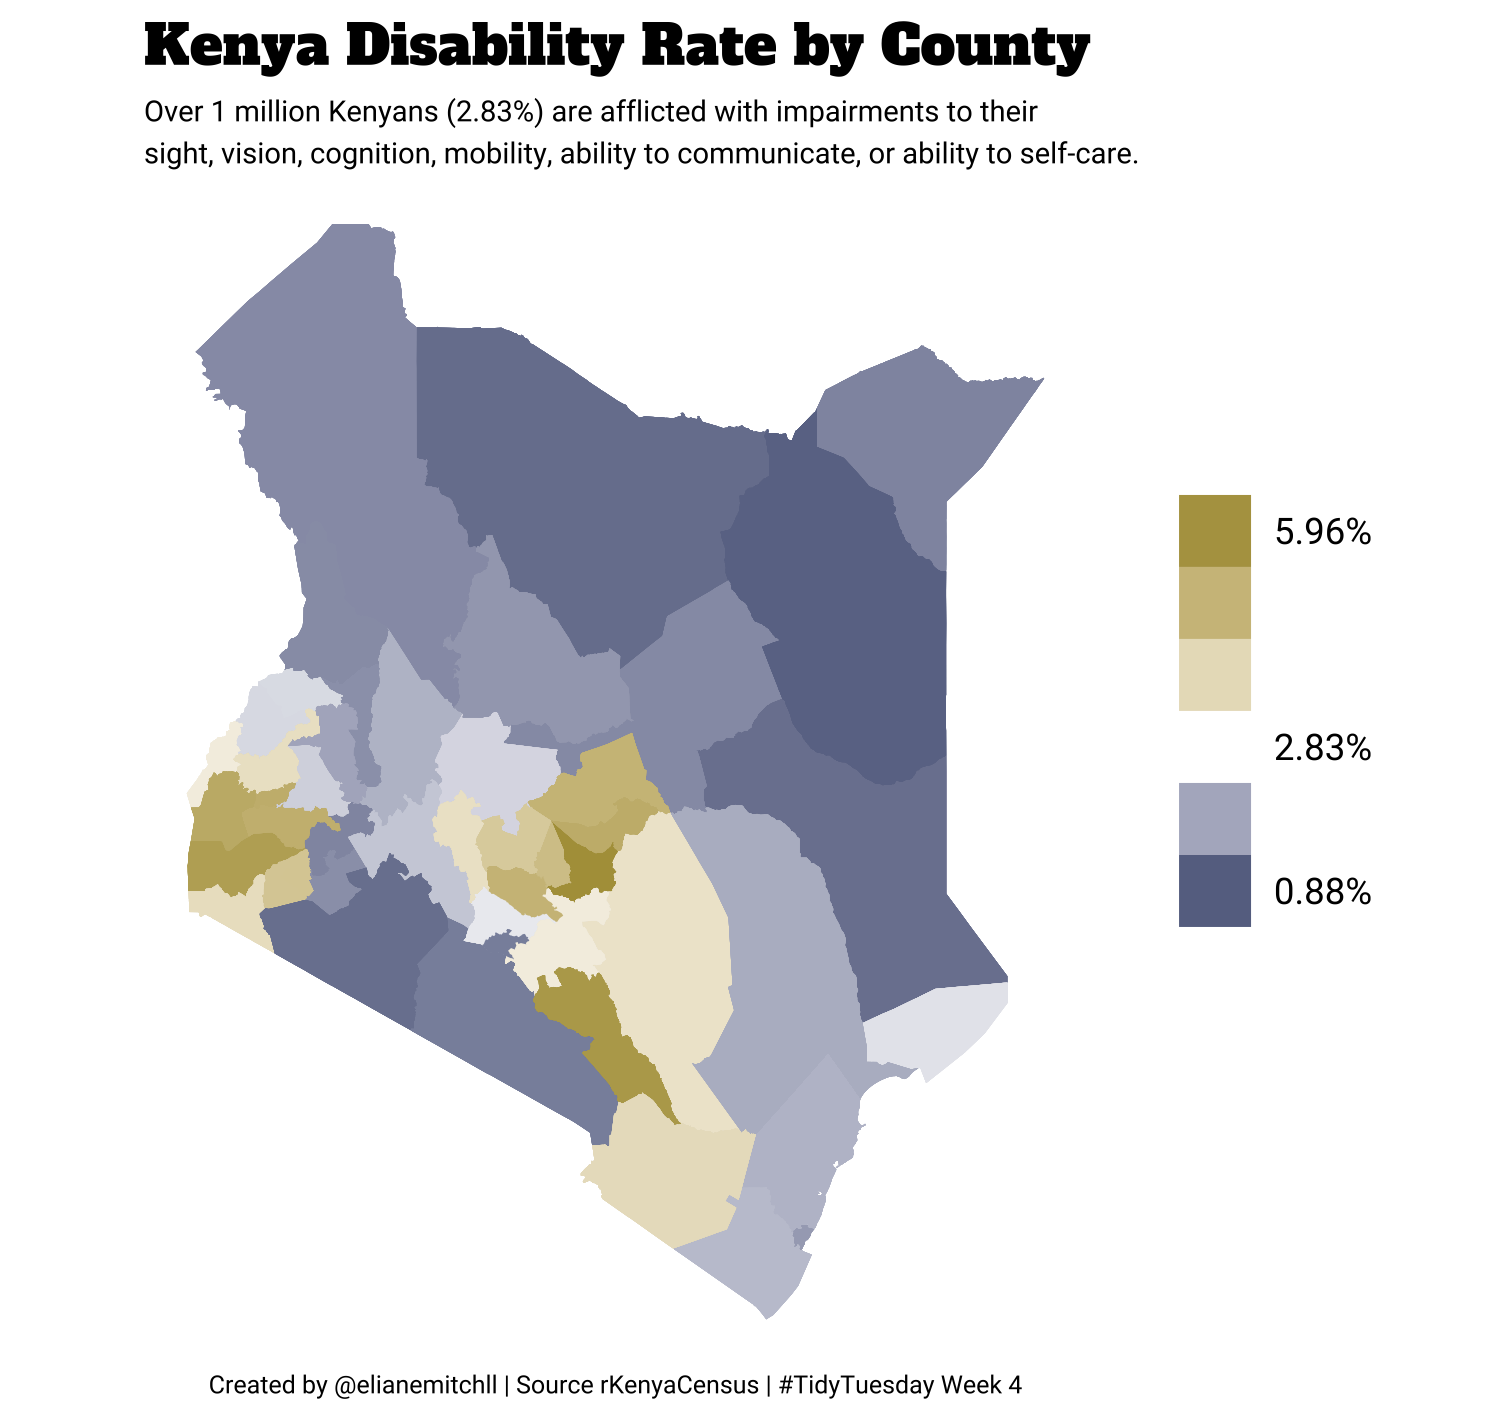 Kenya Disability Rate by County
Over 1 million Kenyans (2.83%) are afflicted with impairments to their
sight, vision, cognition, mobility, ability to communicate, or ability to self-care.
5.96%
2.83%
0.88%
Created by @elianemitchll | Source rKenyaCensus | #TidyTuesday Week 4